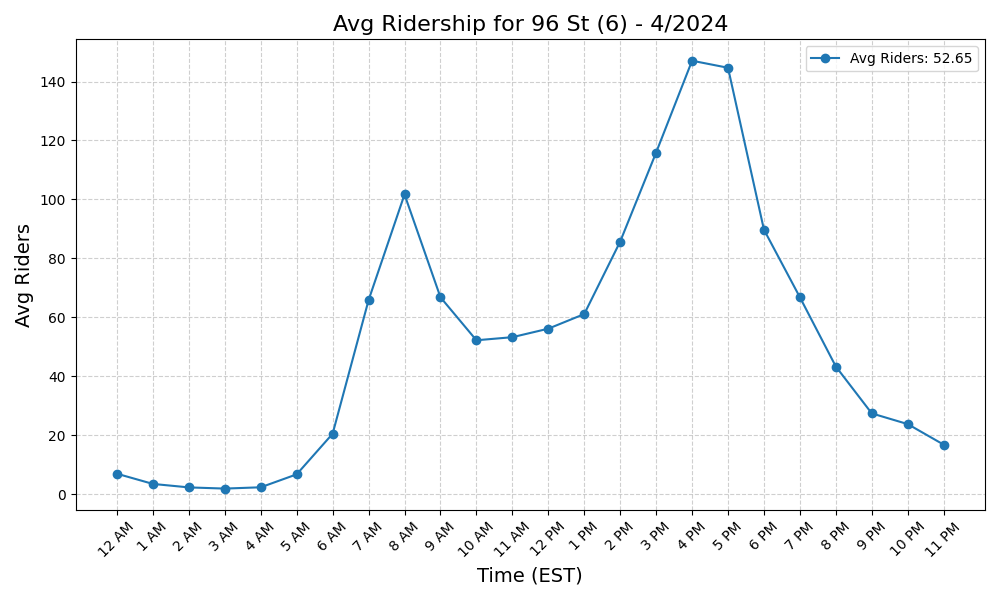 Avg Ridership for 96 St (6) - 4/2024
Avg Riders: 52.65
Avg Riders
140
120
100
80
60
40
20
0
12 AM
1 AM
2 AM
3 AM
4 AM
5 AM
6 AM
7 AM
8 AM
9 AM
10 AM
11 AM
12 PM
1 PM
2 PM
3 PM
4 PM
5 PM
6 PM
7 PM
8 PM
9 PM
10 PM
11 PM
Time (EST)